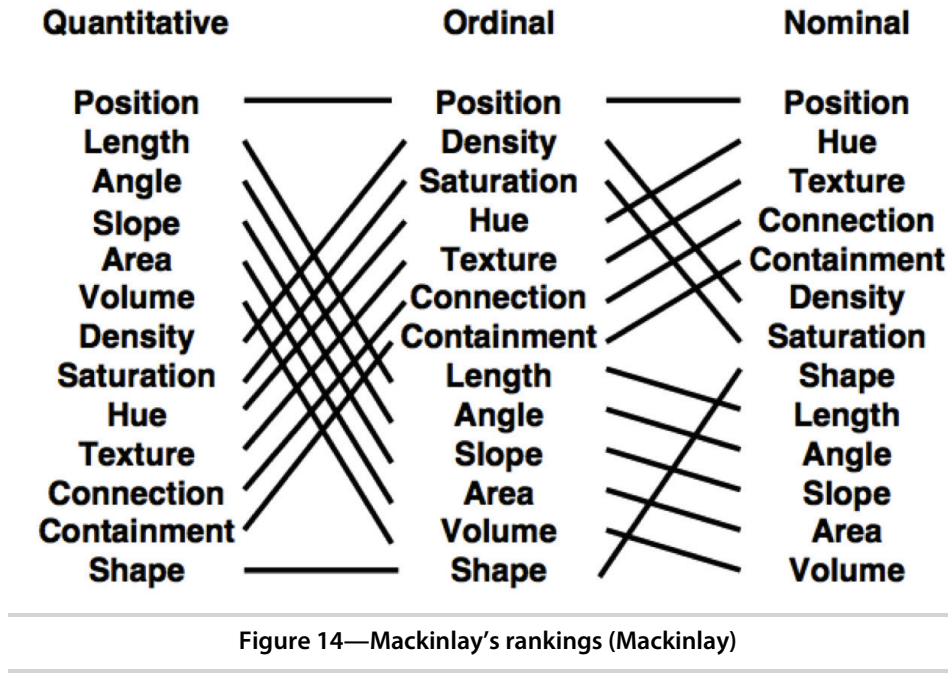 Quantitative Ordinal Nominal
Position Position Position
Length Density Hue
Angle Saturation Texture
Slope Hue Connection
Area Texture Containment
Volume Connection Density
Density Containment Saturation
Saturation Length Shape
Hue Angle Length
Texture Slope Angle
Connection Area Slope
Containment Volume Area
Shape Shape Volume
Figure 14—Mackinlay’s rankings (Mackinlay)